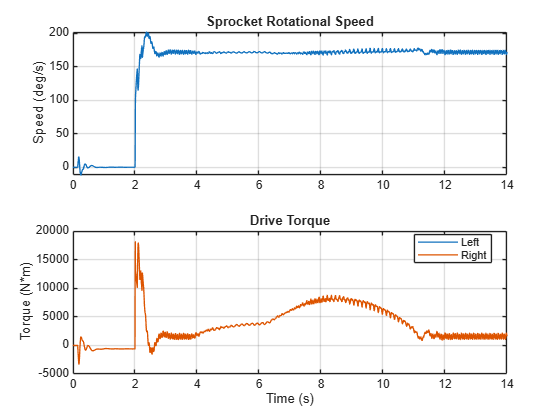 Sprocket Rotational Speed
Speed (deg/s)
200
150
100
50
0
0 2 4 6 8 10 12 14
Drive Torque
Torque (N*m)
20000
15000
10000
5000
0
-5000
Left
Right
0 2 4 6 8 10 12 14
Time (s)